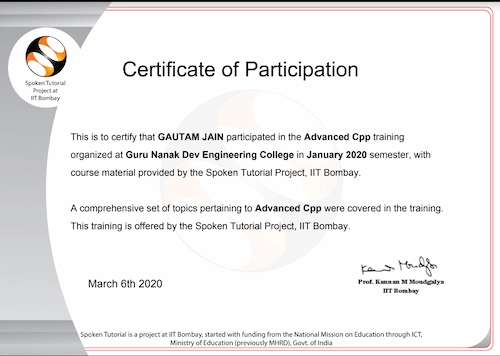 Spoken Tutorial
Project at
IIT Bombay
Certificate of Participation
This is to certify that GAUTAM JAIN participated in the Advanced Cpp training
organized at Guru Nanak Dev Engineering College in January 2020 semester, with
course material provided by the Spoken Tutorial Project, IIT Bombay.
A comprehensive set of topics pertaining to Advanced Cpp were covered in the training.
This training is offered by the Spoken Tutorial Project, IIT Bombay.
March 6th 2020
Kannan Moudgalya
Prof. Kannan M Moudgalya
IIT Bombay
Spoken Tutorial is a project at IIT Bombay, started with funding from the National Mission on Education through ICT,
Ministry of Education (previously MHRD), Govt. of India